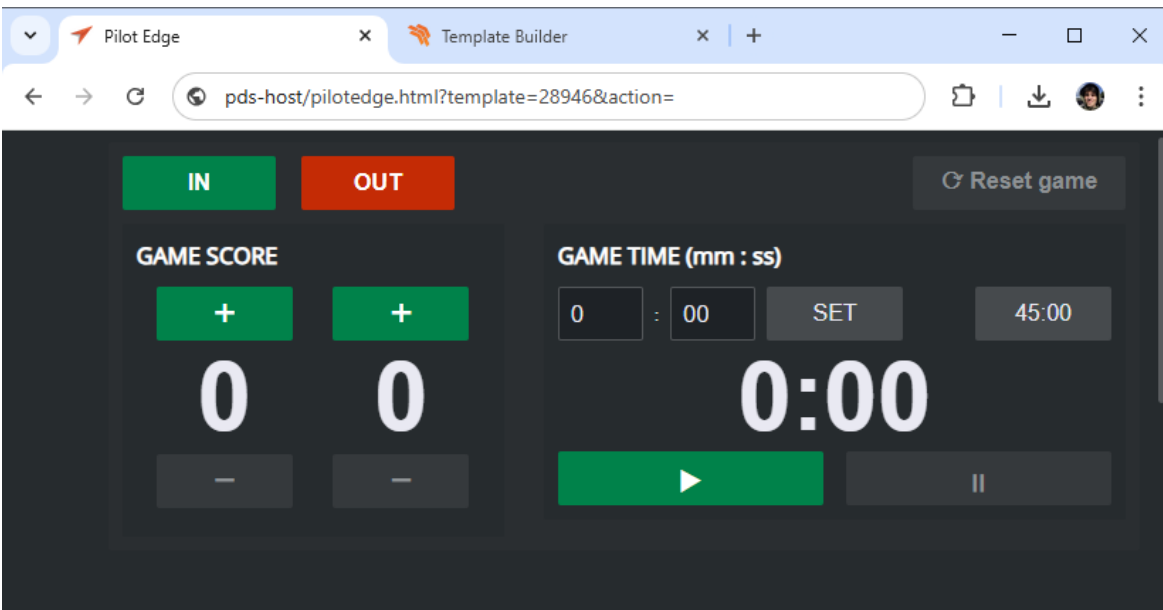 Pilot Edge
Template Builder
pds-host/pilotedge.html?template=28946&action=
IN OUT Reset game
GAME SCORE
+ +
0 0
− −
GAME TIME (mm : ss)
0 : 00 SET 45:00
0:00